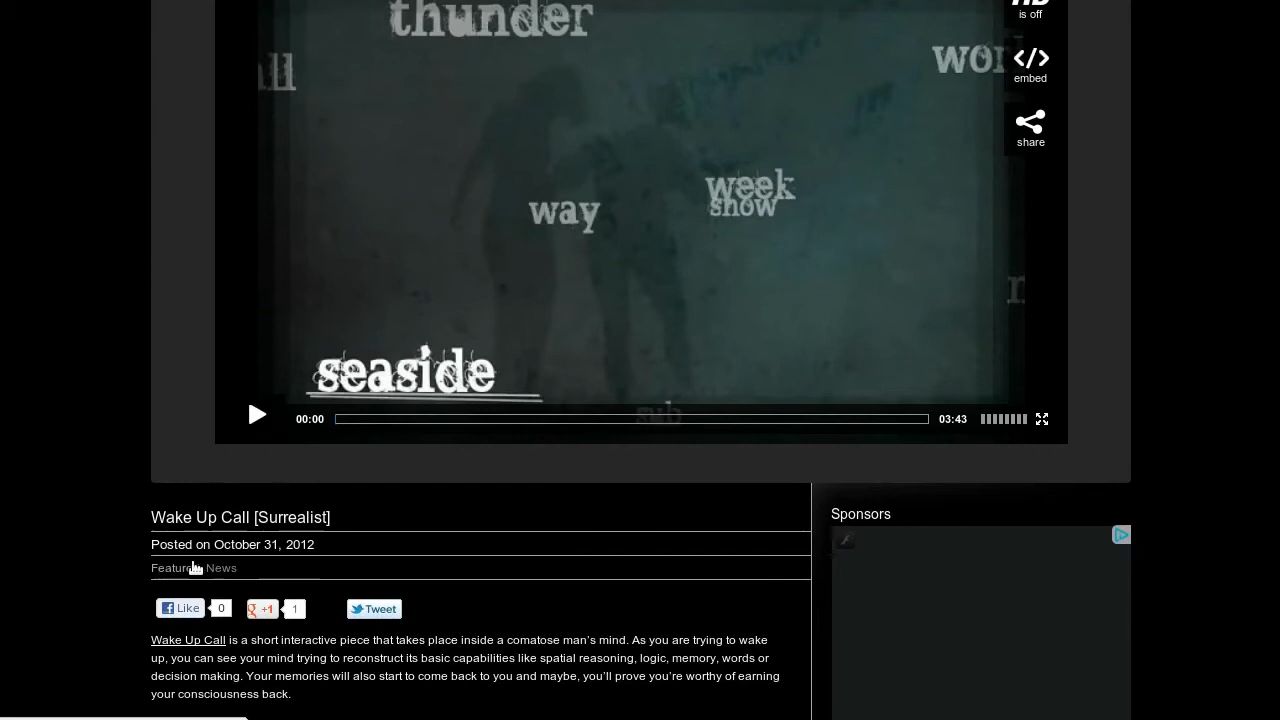 thunder
is off
embed
share
week
show
way
seaside
sub
00:00
03:43
Wake Up Call [Surrealist]
Sponsors
Posted on October 31, 2012
News
Like
0
+1
1
Tweet
Wake Up Call is a short interactive piece that takes place inside a comatose man’s mind. As you are trying to wake
up, you can see your mind trying to reconstruct its basic capabilities like spatial reasoning, logic, memory, words or
decision making. Your memories will also start to come back to you and maybe, you’ll prove you’re worthy of earning
your consciousness back.